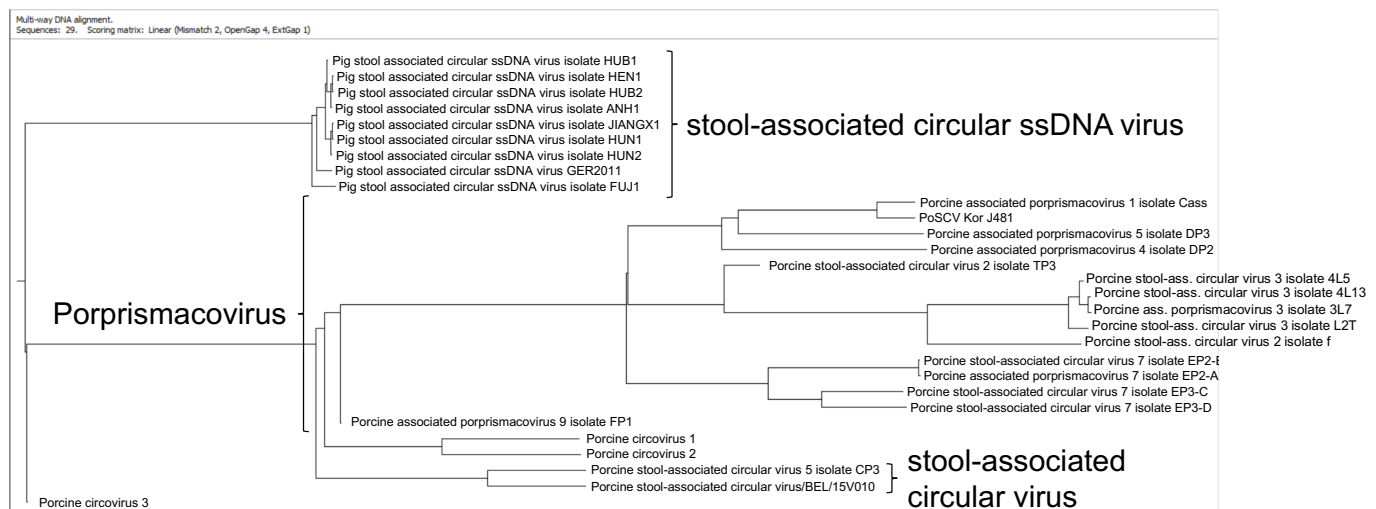 Multi-way DNA alignment.
Sequences: 29. Scoring matrix: Linear (Mismatch 2, OpenGap 4, ExtGap 1)
Pig stool associated circular ssDNA virus isolate HUB1
Pig stool associated circular ssDNA virus isolate HEN1
Pig stool associated circular ssDNA virus isolate HUB2
Pig stool associated circular ssDNA virus isolate ANH1
Pig stool associated circular ssDNA virus isolate JIANGX1
Pig stool associated circular ssDNA virus isolate HUN1
Pig stool associated circular ssDNA virus isolate HUN2
Pig stool associated circular ssDNA virus GER2011
Pig stool associated circular ssDNA virus isolate FUJ1
stool-associated circular ssDNA virus
Porcine associated porprismacovirus 1 isolate Cass
PoSCV Kor J481
Porcine associated porprismacovirus 5 isolate DP3
Porcine associated porprismacovirus 4 isolate DP2
Porcine stool-associated circular virus 2 isolate TP3
Porcine stool-ass. circular virus 3 isolate 4L5
Porcine stool-ass. circular virus 3 isolate 4L13
Porcine ass. porprismacovirus 3 isolate 3L7
Porcine stool-ass. circular virus 3 isolate L2T
Porcine stool-ass. circular virus 2 isolate f
Porprismacovirus
Porcine stool-associated circular virus 7 isolate EP2-
Porcine associated porprismacovirus 7 isolate EP2-A
Porcine stool-associated circular virus 7 isolate EP3-C
Porcine stool-associated circular virus 7 isolate EP3-D
Porcine associated porprismacovirus 9 isolate FP1
Porcine circovirus 1
Porcine circovirus 2
Porcine stool-associated circular virus 5 isolate CP3
Porcine stool-associated circular virus/BEL/15V010
stool-associated
circular virus
Porcine circovirus 3